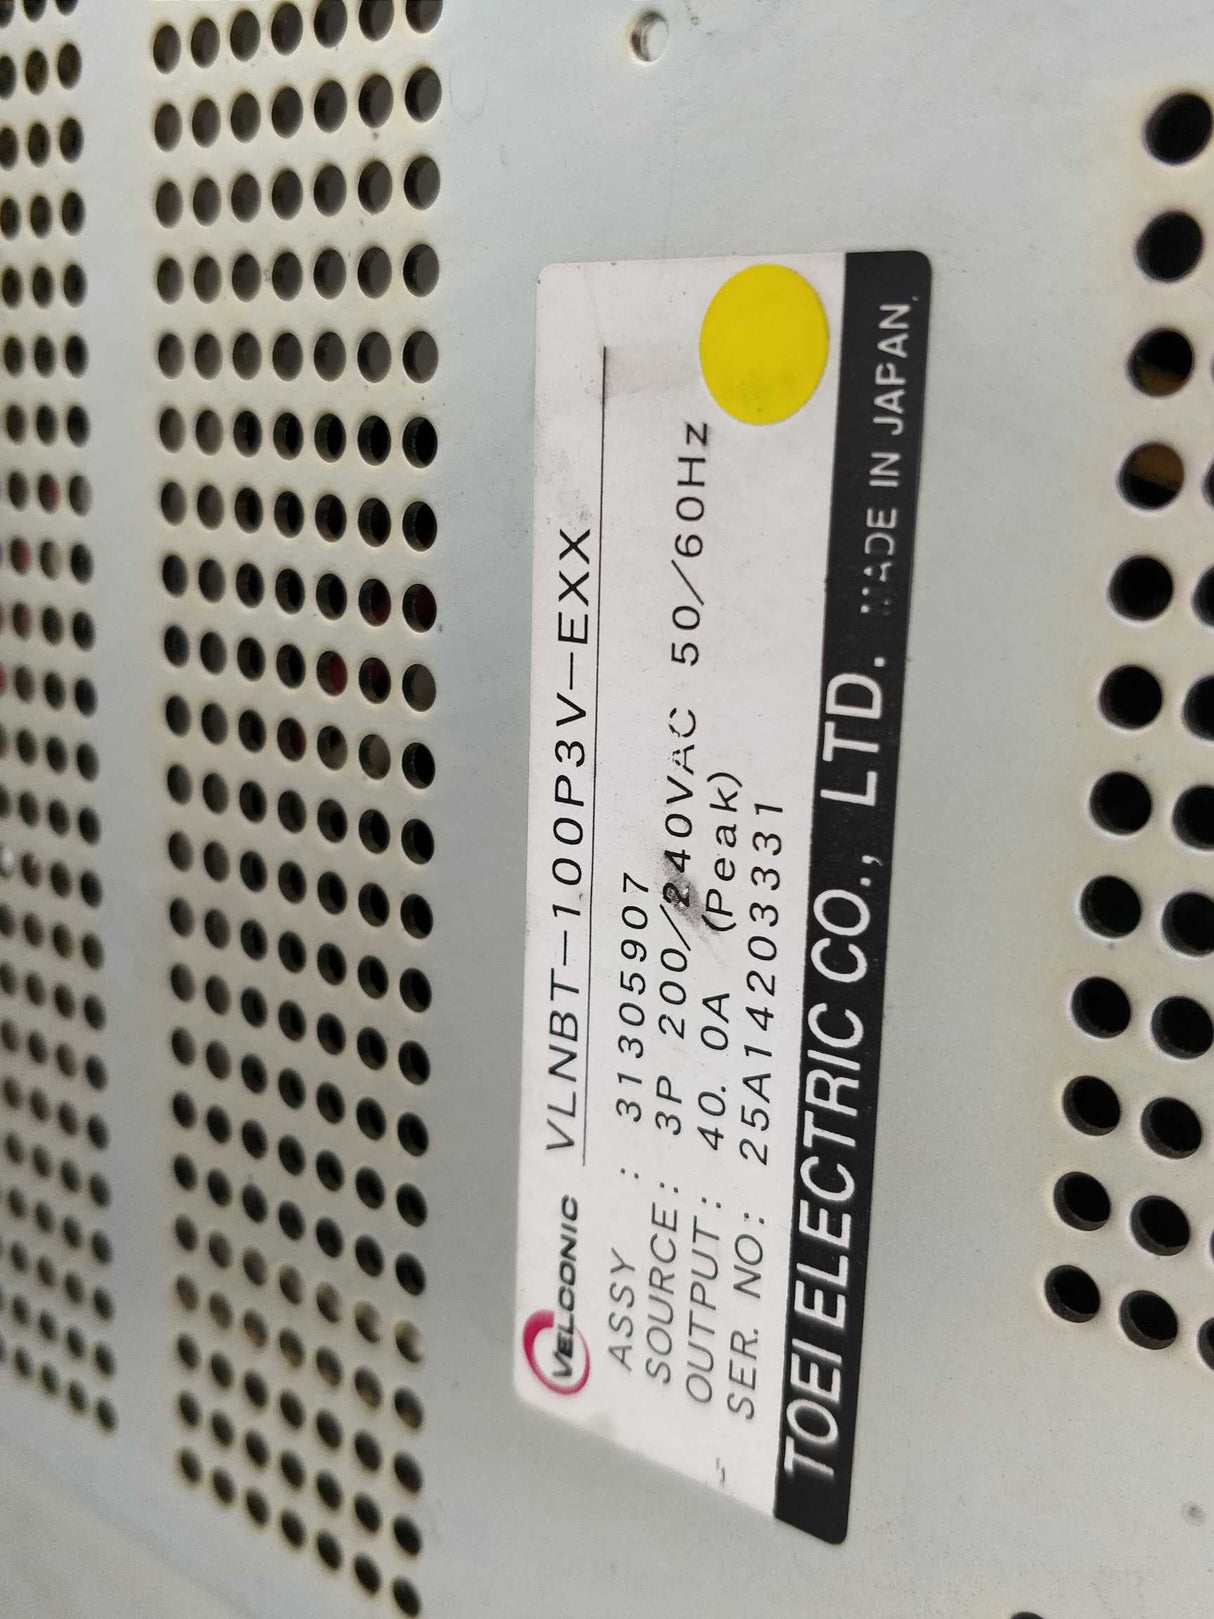 VELCONIC VLNBT-100P3V-EXX
ASSY : 31305907
SOURCE: 3P 200/240VAC 50/60Hz
OUTPUT: 40.0A (Peak)
SER. NO: 25A14203331
TOEI ELECTRIC CO., LTD. MADE IN JAPAN